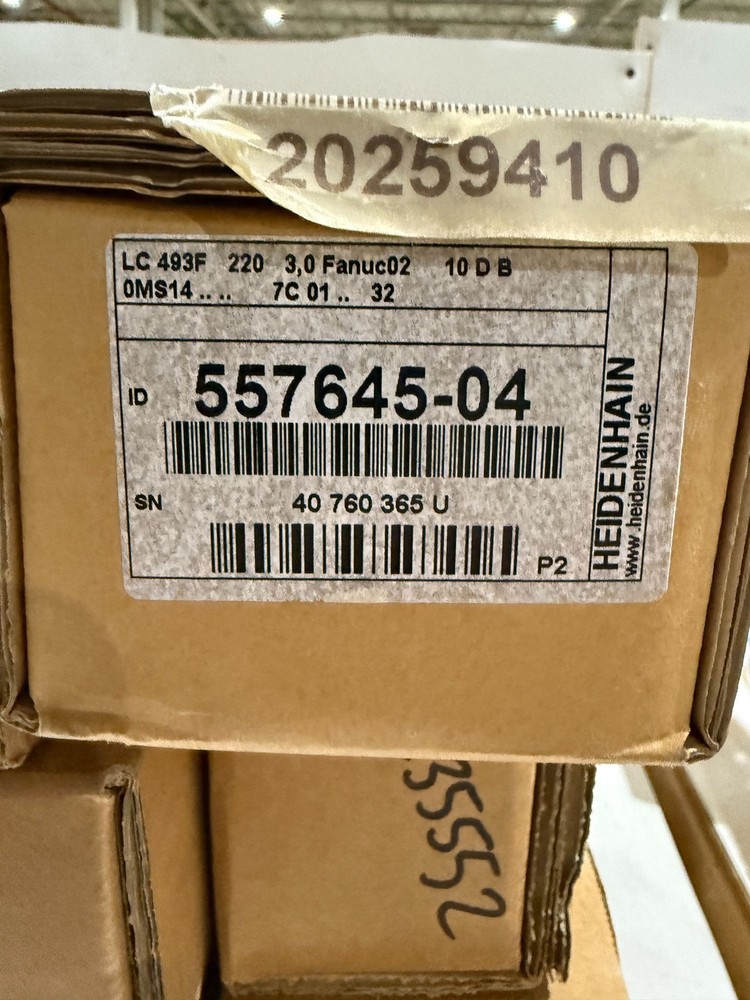 20259410
LC 493F 220 3,0 Fanuc02 10 D B
0MS14 .. .. 7C 01 .. 32
ID 557645-04
SN 40 760 365 U
P2
HEIDENHAIN
www.heidenhain.de